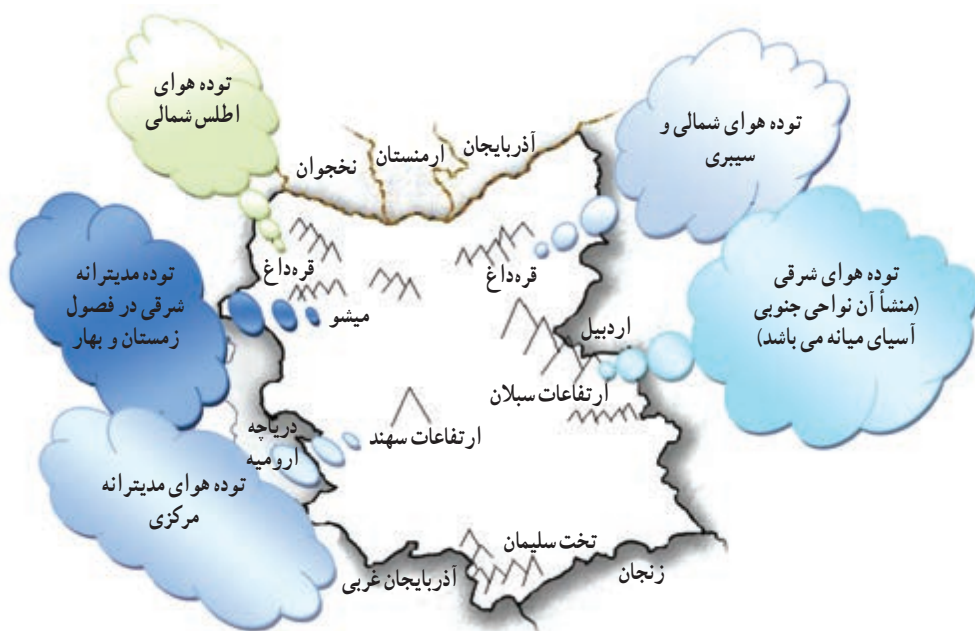 توده هوای
اطلس شمالی
توده هوای شمالی و
سیبری
آذربایجان
ارمنستان
نخجوان
قره‌داغ
قره‌داغ
توده مدیترانه
شرقی در فصول
زمستان و بهار
میشو
توده هوای شرقی
(منشأ آن نواحی جنوبی
آسیای میانه می باشد)
اردبیل
ارتفاعات سبلان
ارتفاعات سهند
دریاچه
ارومیه
توده هوای مدیترانه
مرکزی
تخت سلیمان
زنجان
آذربایجان غربی